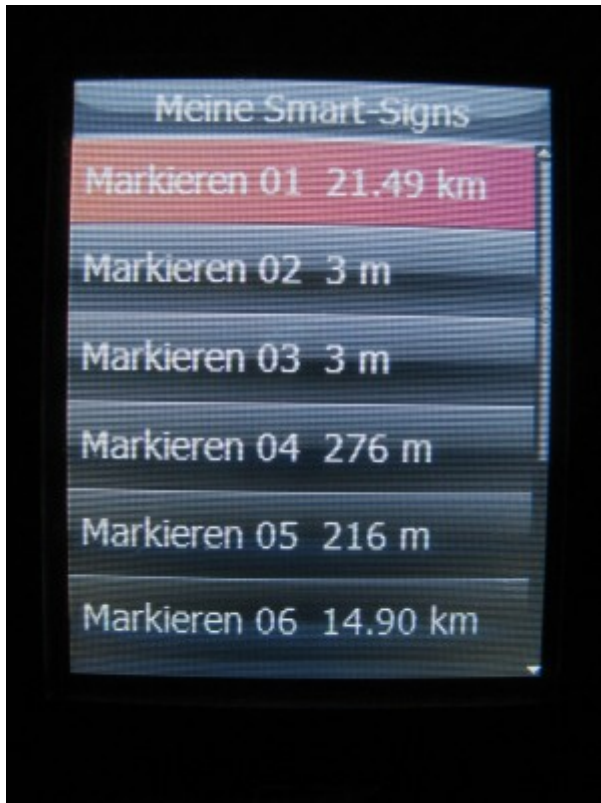 Meine Smart-Signs
Markieren 01 21.49 km
Markieren 02 3 m
Markieren 03 3 m
Markieren 04 276 m
Markieren 05 216 m
Markieren 06 14.90 km